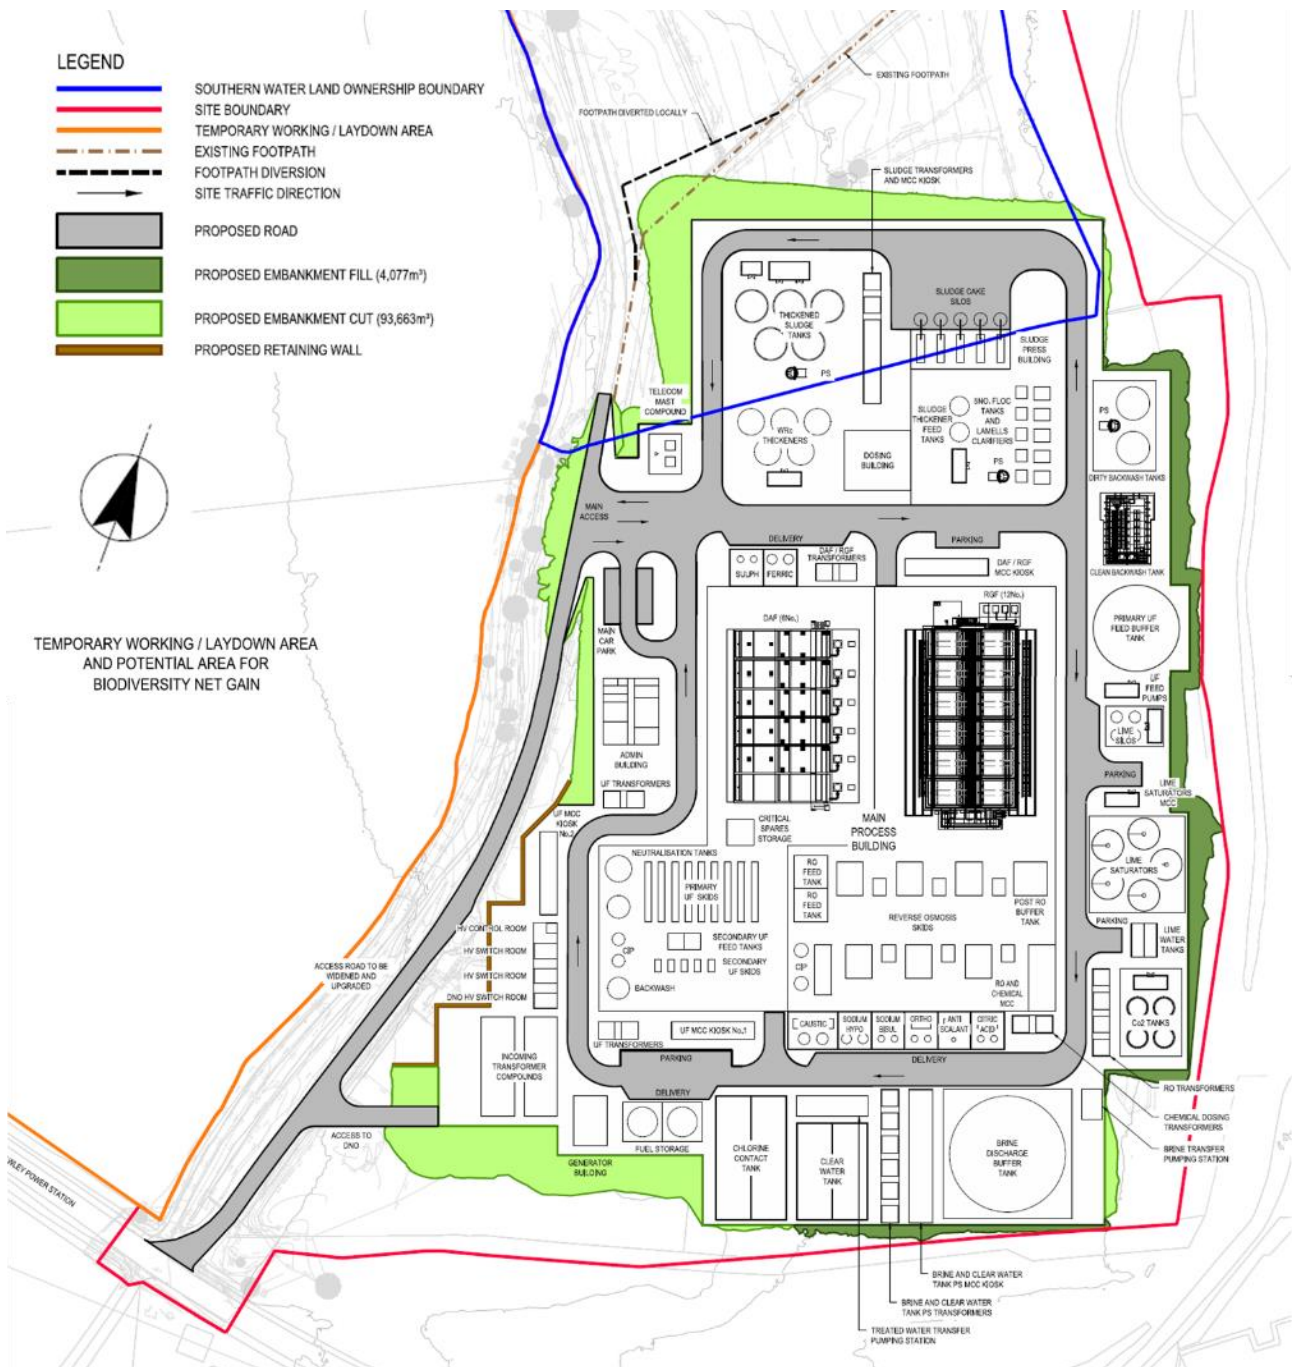 LEGEND
SOUTHERN WATER LAND OWNERSHIP BOUNDARY
SITE BOUNDARY
TEMPORARY WORKING / LAYDOWN AREA
EXISTING FOOTPATH
FOOTPATH DIVERSION
SITE TRAFFIC DIRECTION
PROPOSED ROAD
PROPOSED EMBANKMENT FILL (4,077m³)
PROPOSED EMBANKMENT CUT (93,663m³)
PROPOSED RETAINING WALL
EXISTING FOOTPATH
FOOTPATH DIVERTED LOCALLY
SLUDGE TRANSFORMERS
AND MCC KIOSK
SLUDGE CAKE
SILOS
THICKENED
SLUDGE
TANKS
SLUDGE
PRESS
BUILDING
PS
TELECOM
MAST
COMPOUND
WRc
THICKENERS
SLUDGE
THICKENER
FEED
TANKS
SNO. FLOC
TANKS
AND
LAMELLS
CLARIFIERS
PS
DOSING
BUILDING
PS
DIRTY BACKWASH TANKS
MAIN
ACCESS
DELIVERY
PARKING
DAF / RGF
TRANSFORMERS
SULPH
FERRIC
DAF / RGF
MCC KIOSK
CLEAN BACKWASH TANK
TEMPORARY WORKING / LAYDOWN AREA
AND POTENTIAL AREA FOR
BIODIVERSITY NET GAIN
MAIN
CAR
PARK
DAF (6No.)
RGF (12No.)
PRIMARY UF
FEED BUFFER
TANK
UF
FEED
PUMPS
LIME
SILOS
ADMIN
BUILDING
UF TRANSFORMERS
PARKING
LIME
SATURATORS
MCC
UF MCC
KIOSK
No.2
CRITICAL
SPARES
STORAGE
MAIN
PROCESS
BUILDING
NEUTRALISATION TANKS
PRIMARY
UF SKIDS
RO
FEED
TANK
RO
FEED
TANK
LIME
SATURATORS
POST RO
BUFFER
TANK
REVERSE OSMOSIS
SKIDS
PARKING
HV CONTROL ROOM
HV SWITCH ROOM
HV SWITCH ROOM
DNO HV SWITCH ROOM
SECONDARY UF
FEED TANKS
SECONDARY
UF SKIDS
CIP
BACKWASH
CIP
LIME
WATER
TANKS
ACCESS ROAD TO BE
WIDENED AND
UPGRADED
RO AND
CHEMICAL
MCC
Co2 TANKS
UF TRANSFORMERS
UF MCC KIOSK No.1
CAUSTIC
SODIUM
HYPO
SODIUM
BISUL
ORTHO
ANTI
SCALANT
CITRIC
ACID
PARKING
DELIVERY
INCOMING
TRANSFORMER
COMPOUNDS
DELIVERY
RO TRANSFORMERS
CHEMICAL DOSING
TRANSFORMERS
BRINE TRANSFER
PUMPING STATION
ACCESS TO
DNO
GENERATOR
BUILDING
FUEL STORAGE
CHLORINE
CONTACT
TANK
CLEAR
WATER
TANK
BRINE
DISCHARGE
BUFFER
TANK
WLEY POWER STATION
BRINE AND CLEAR WATER
TANK PS MCC KIOSK
BRINE AND CLEAR WATER
TANK PS TRANSFORMERS
TREATED WATER TRANSFER
PUMPING STATION